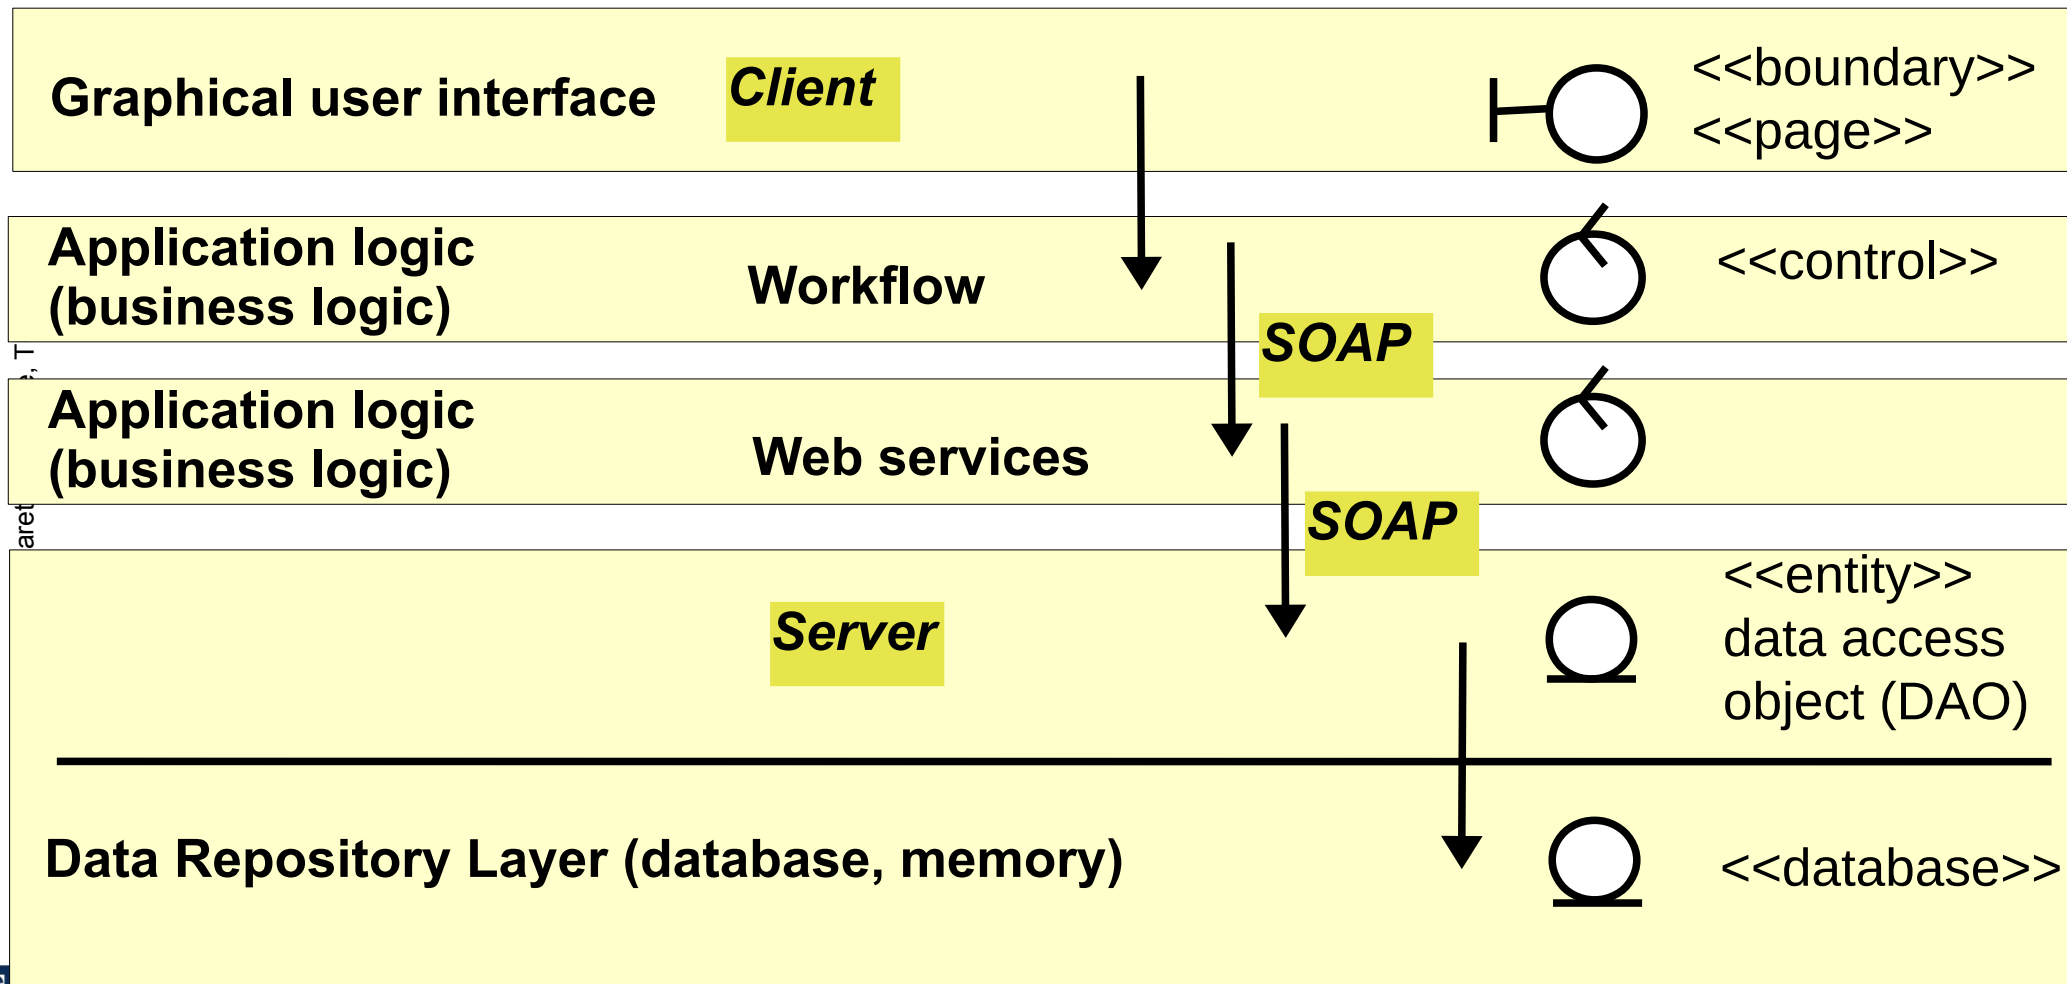 Graphical user interface
Client
<<boundary>>
<<page>>
Application logic
(business logic)
Workflow
<<control>>
SOAP
Application logic
(business logic)
Web services
SOAP
Server
<<entity>>
data access
object (DAO)
Data Repository Layer (database, memory)
<<database>>